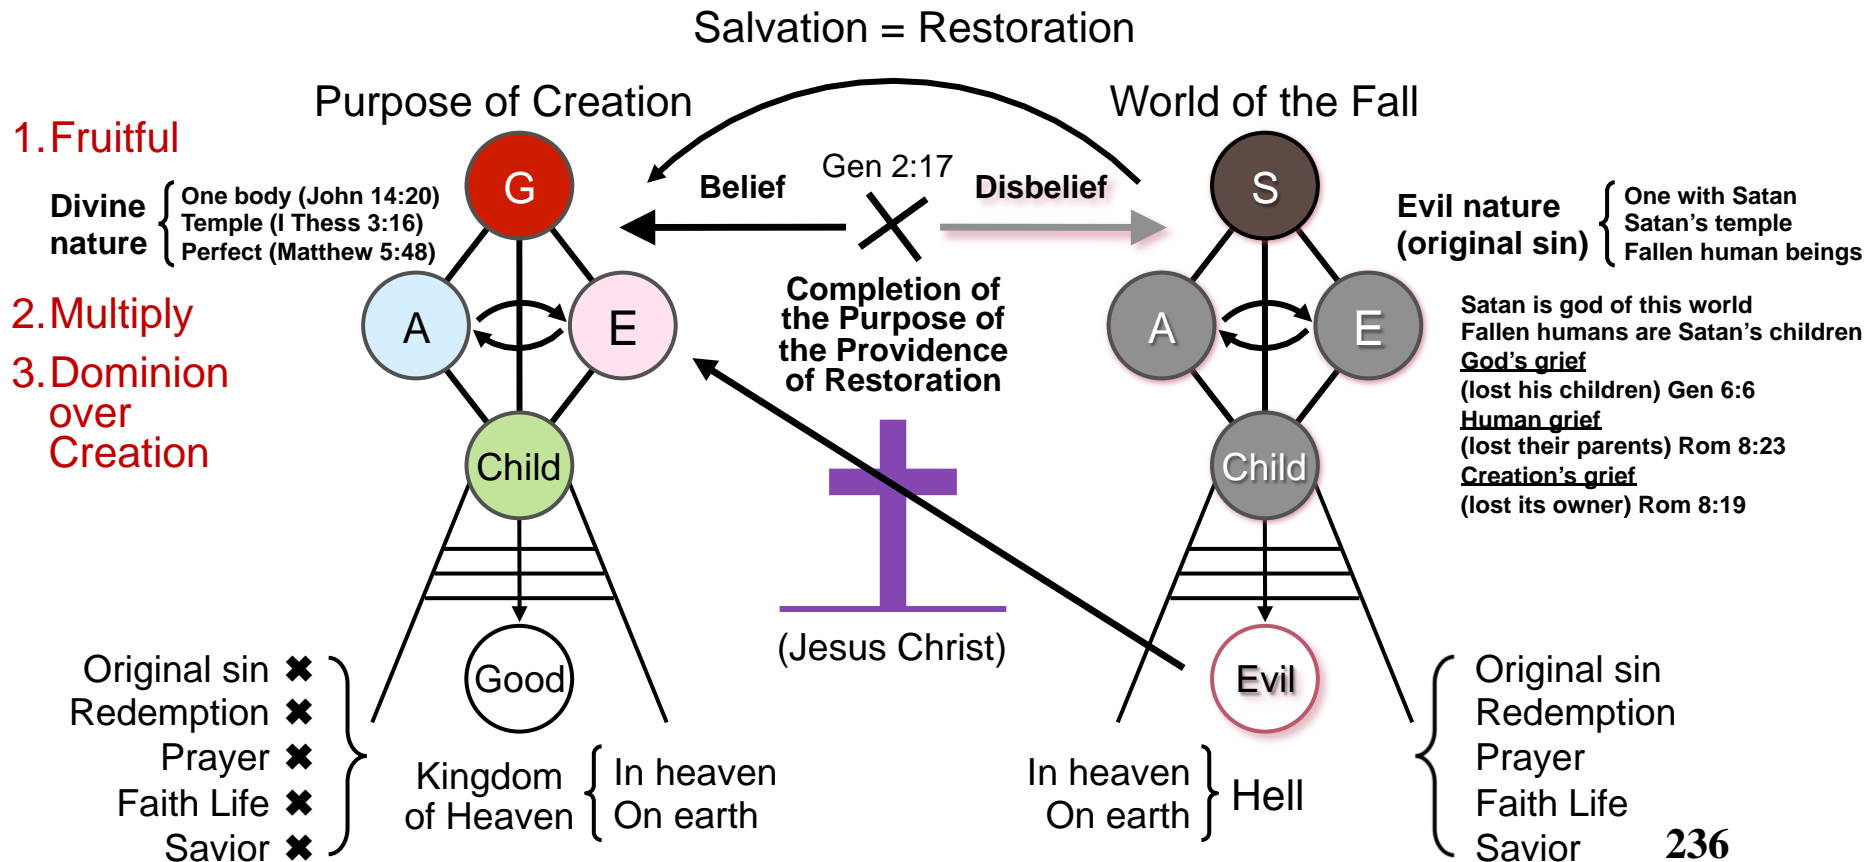 Salvation = Restoration
Purpose of Creation
World of the Fall
1. Fruitful
Divine
nature
One body (John 14:20)
Temple (I Thess 3:16)
Perfect (Matthew 5:48)
2. Multiply
3. Dominion
over
Creation
G
A
E
Child
Good
Belief
Gen 2:17
Disbelief
Completion of
the Purpose of
the Providence
of Restoration
(Jesus Christ)
S
A
E
Child
Evil
Evil nature
(original sin)
One with Satan
Satan's temple
Fallen human beings
Satan is god of this world
Fallen humans are Satan's children
God's grief
(lost his children) Gen 6:6
Human grief
(lost their parents) Rom 8:23
Creation's grief
(lost its owner) Rom 8:19
Original sin ✖
Redemption ✖
Prayer ✖
Faith Life ✖
Savior ✖
Kingdom
of Heaven
In heaven
On earth
In heaven
On earth
Hell
Original sin
Redemption
Prayer
Faith Life
Savior
236